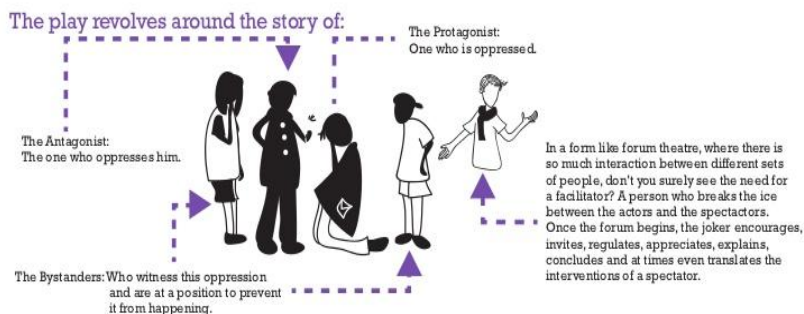 The play revolves around the story of:
The Protagonist:
One who is oppressed.
The Antagonist:
The one who oppresses him.
In a form like forum theatre, where there is
so much interaction between different sets
of people, don't you surely see the need for
a facilitator? A person who breaks the ice
between the actors and the spectactors.
Once the forum begins, the joker encourages,
invites, regulates, appreciates, explains,
concludes and at times even translates the
interventions of a spectator.
The Bystanders: Who witness this oppression
and are at a position to prevent
it from happening.